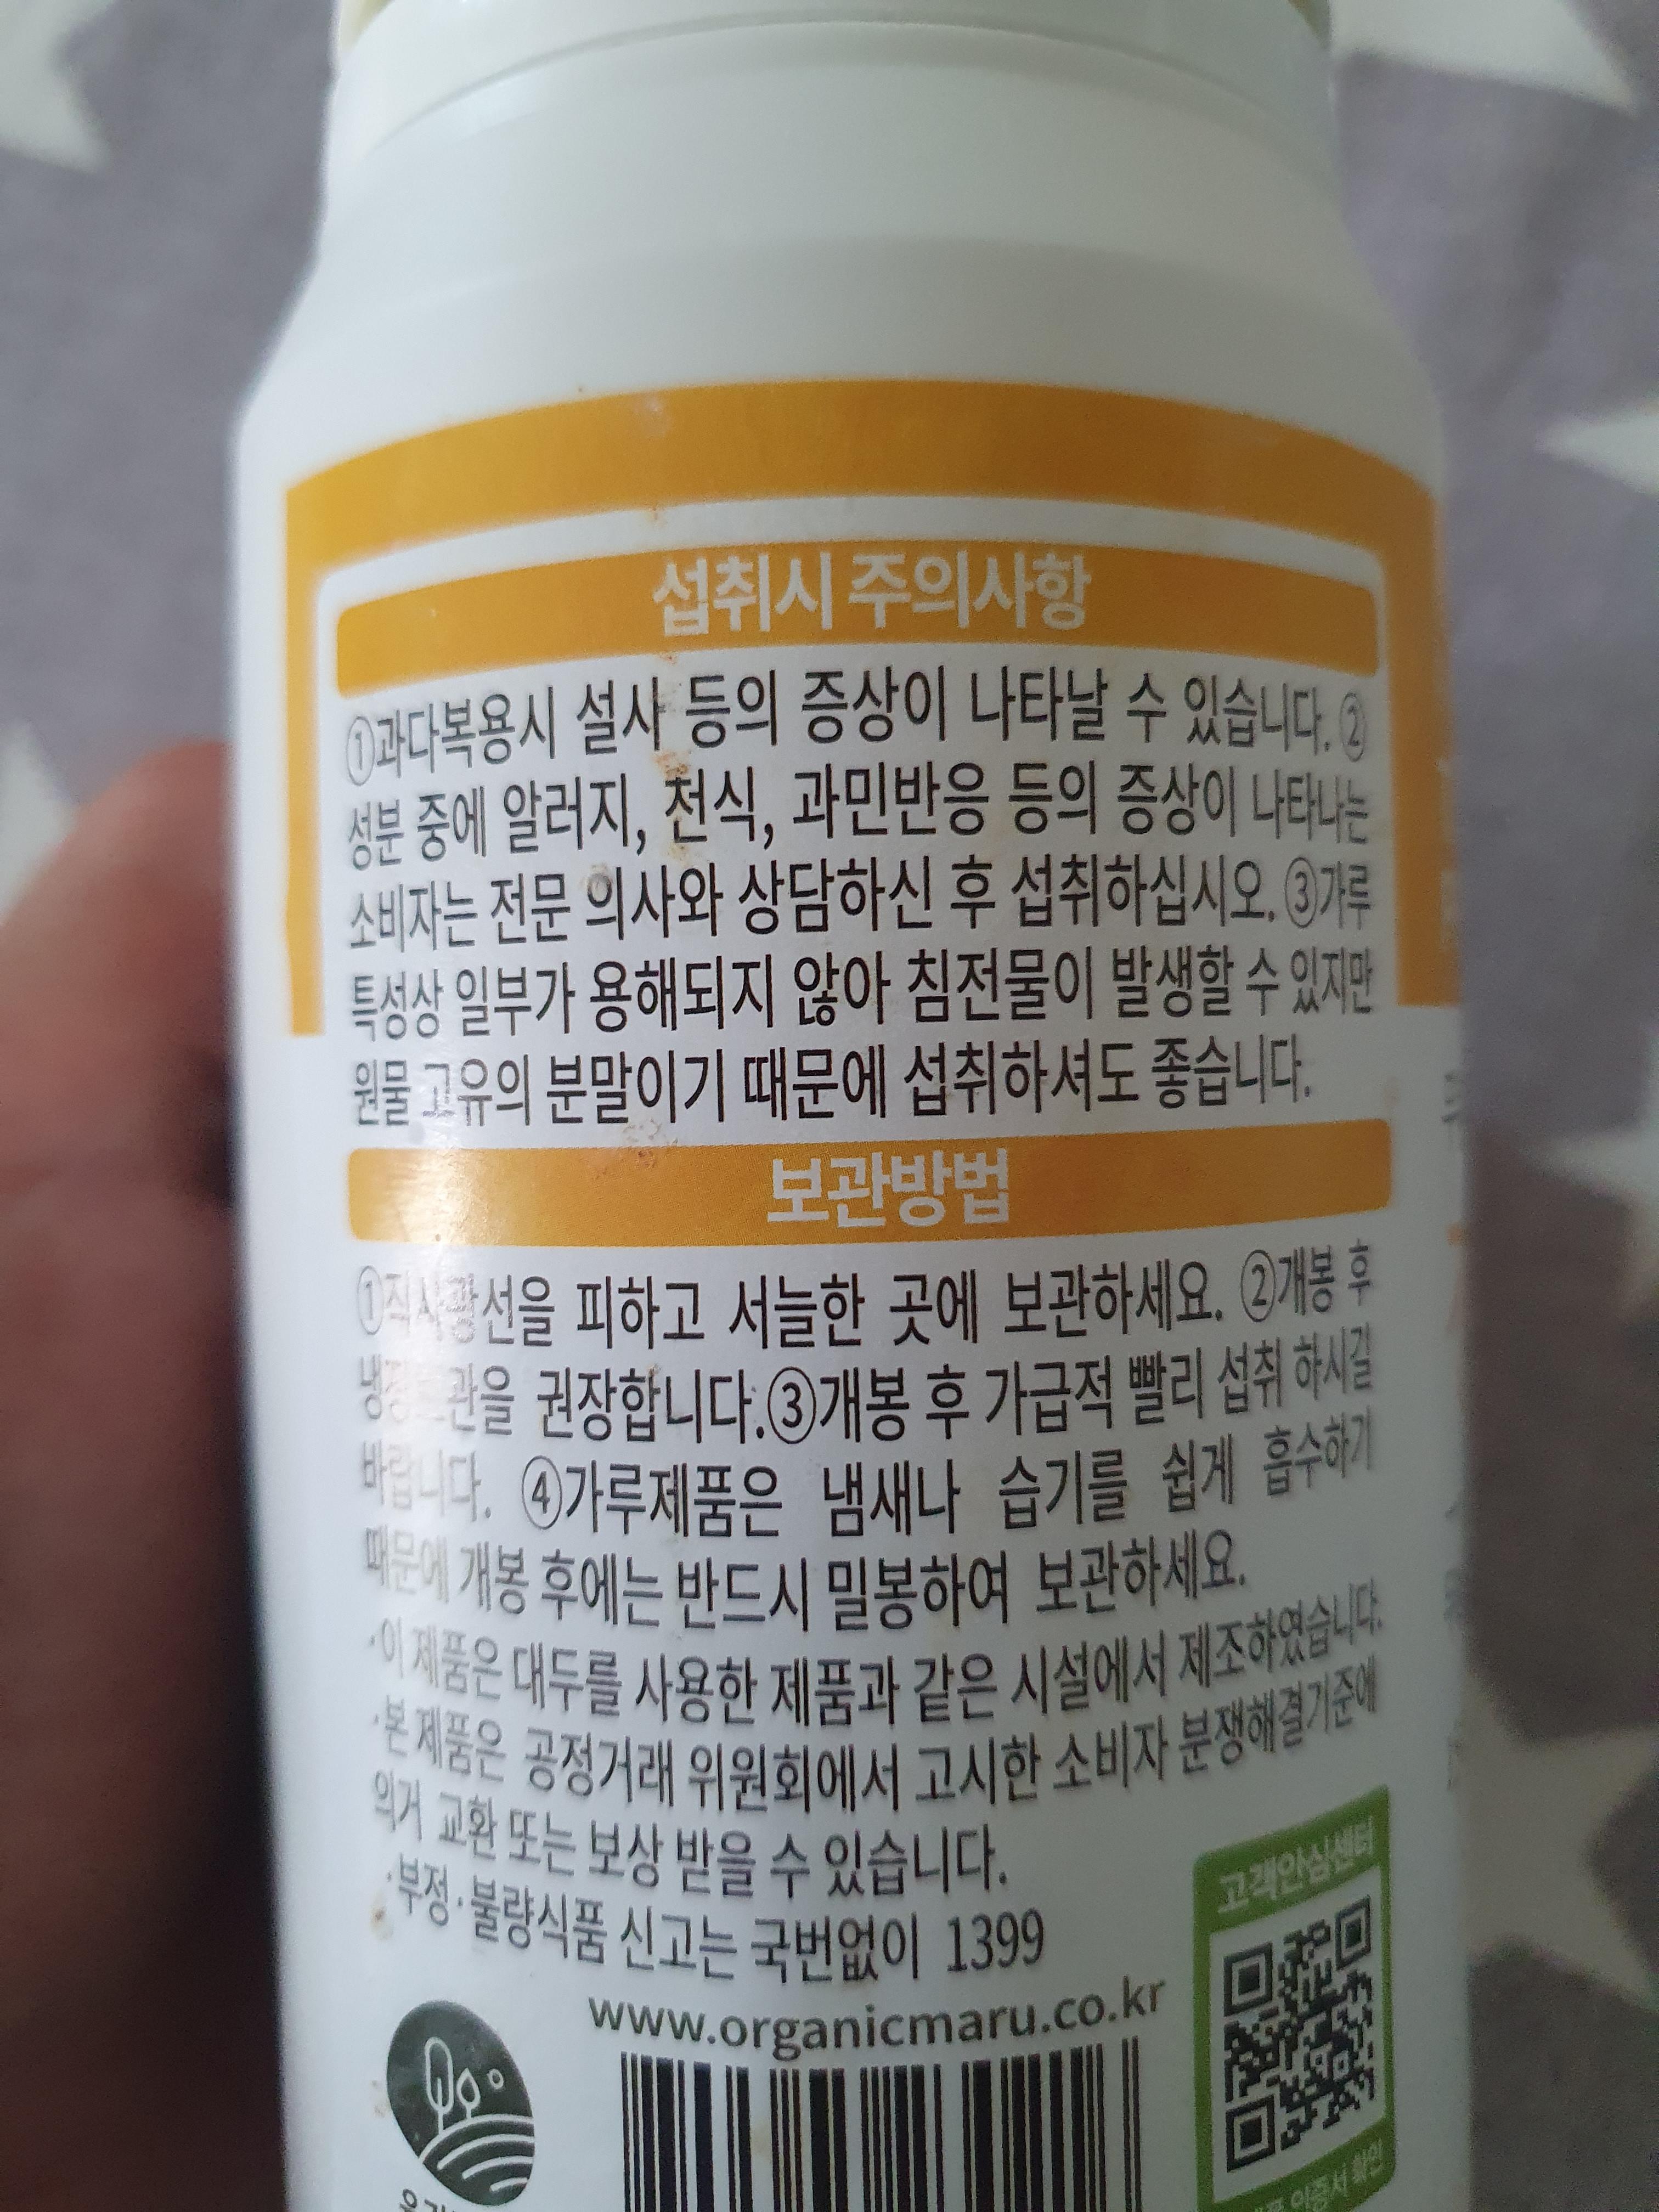 섭취시 주의사항
①과다복용시 설사 등의 증상이 나타날 수 있습니다. ②
성분 중에 알러지, 천식, 과민반응 등의 증상이 나타나는
소비자는 전문 의사와 상담하신 후 섭취하십시오. ③가루
특성상 일부가 용해되지 않아 침전물이 발생할 수 있지만
원물 고유의 분말이기 때문에 섭취하셔도 좋습니다.
보관방법
①직사광선을 피하고 서늘한 곳에 보관하세요. ②개봉 후
냉장보관을 권장합니다.③개봉 후 가급적 빨리 섭취 하시길
바랍니다. ④가루제품은 냄새나 습기를 쉽게 흡수하기
때문에 개봉 후에는 반드시 밀봉하여 보관하세요.
·이 제품은 대두를 사용한 제품과 같은 시설에서 제조하였습니다.
·본 제품은 공정거래 위원회에서 고시한 소비자 분쟁해결기준에
의거 교환 또는 보상 받을 수 있습니다.
·부정·불량식품 신고는 국번없이 1399
www.organicmaru.co.kr
고객안심센터
인증서 확인